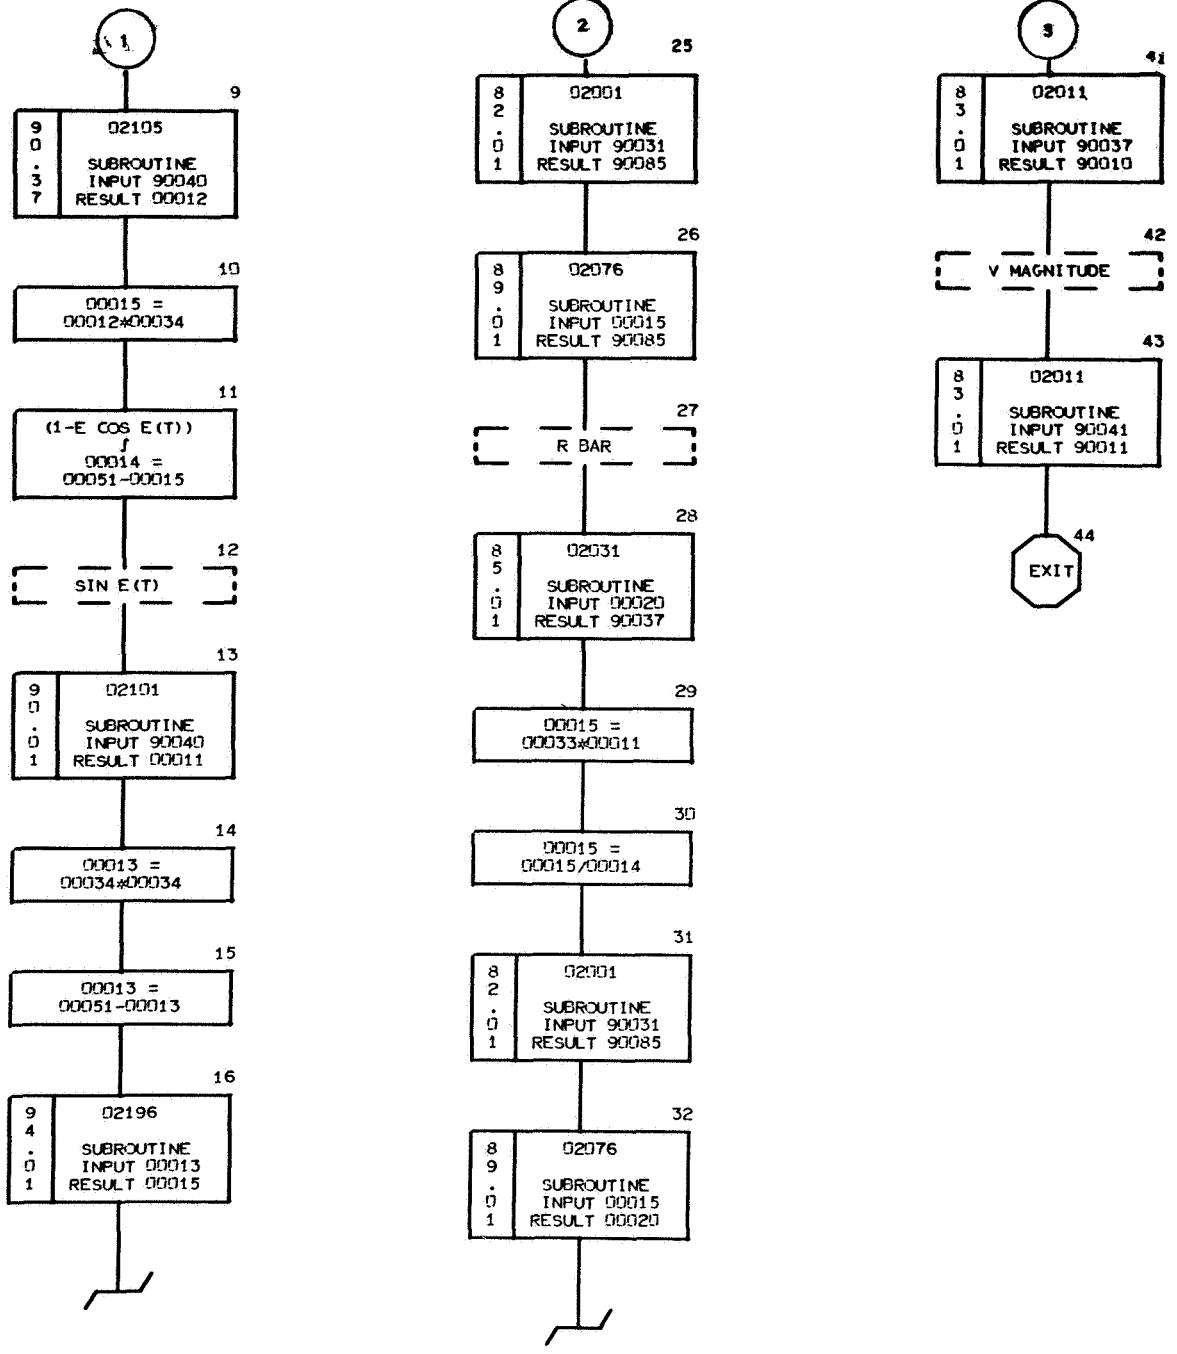 1
9
9
0
.
3
7
02105
SUBROUTINE
INPUT 90040
RESULT 00012
10
00015 =
00012*00034
11
(1-E COS E(T))
∫
00014 =
00051-00015
12
SIN E(T)
13
9
0
.
0
1
02101
SUBROUTINE
INPUT 90040
RESULT 00011
14
00013 =
00034*00034
15
00013 =
00051-00013
16
9
4
.
0
1
02196
SUBROUTINE
INPUT 00013
RESULT 00015
2
25
8
2
.
0
1
02001
SUBROUTINE
INPUT 90031
RESULT 90085
26
8
9
.
0
1
02076
SUBROUTINE
INPUT 00015
RESULT 90085
27
R BAR
28
8
5
.
0
1
02031
SUBROUTINE
INPUT 00020
RESULT 90037
29
00015 =
00033*00011
30
00015 =
00015/00014
31
8
2
.
0
1
02001
SUBROUTINE
INPUT 90031
RESULT 90085
32
8
9
.
0
1
02076
SUBROUTINE
INPUT 00015
RESULT 00020
3
41
8
3
.
0
1
02011
SUBROUTINE
INPUT 90037
RESULT 90010
42
V MAGNITUDE
43
8
3
.
0
1
02011
SUBROUTINE
INPUT 90041
RESULT 90011
44
EXIT